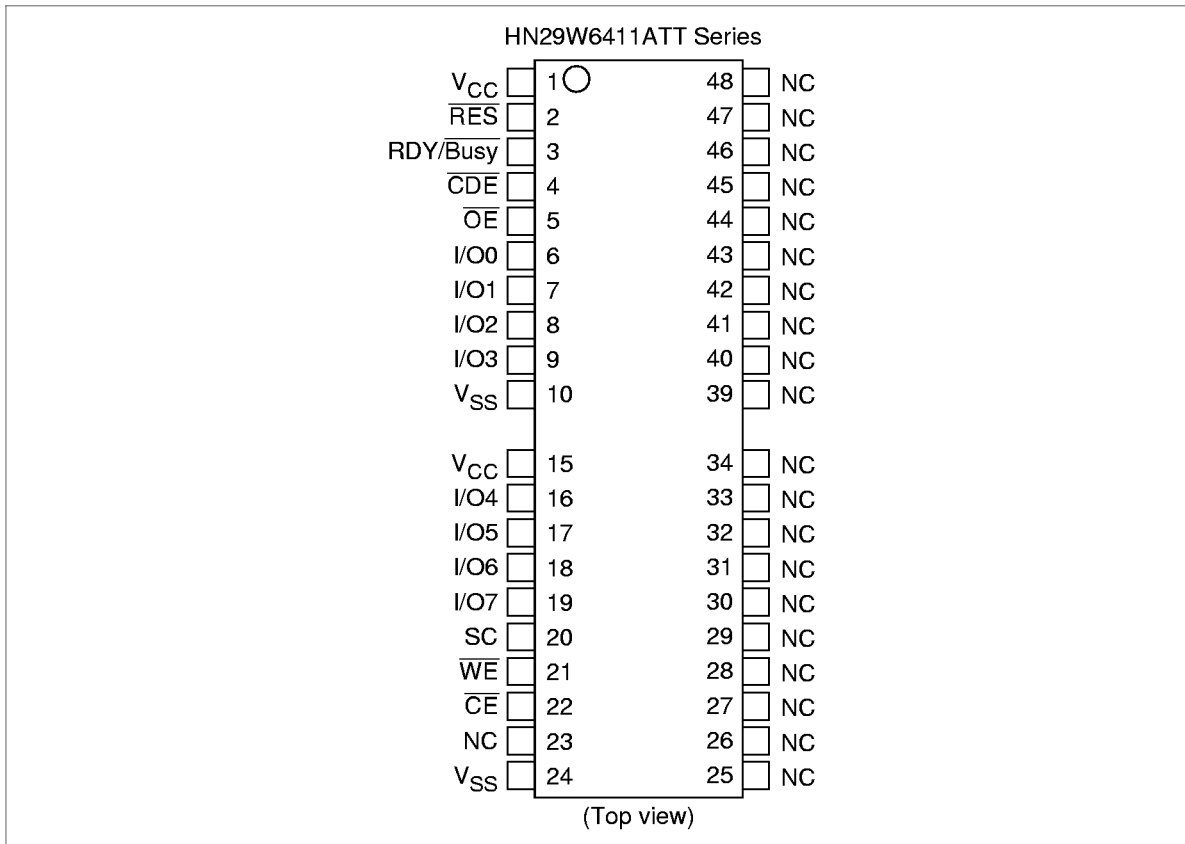 HN29W6411ATT Series
VCC 1 48 NC
RES 2 47 NC
RDY/Busy 3 46 NC
CDE 4 45 NC
OE 5 44 NC
I/O0 6 43 NC
I/O1 7 42 NC
I/O2 8 41 NC
I/O3 9 40 NC
VSS 10 39 NC
VCC 15 34 NC
I/O4 16 33 NC
I/O5 17 32 NC
I/O6 18 31 NC
I/O7 19 30 NC
SC 20 29 NC
WE 21 28 NC
CE 22 27 NC
NC 23 26 NC
VSS 24 25 NC
(Top view)